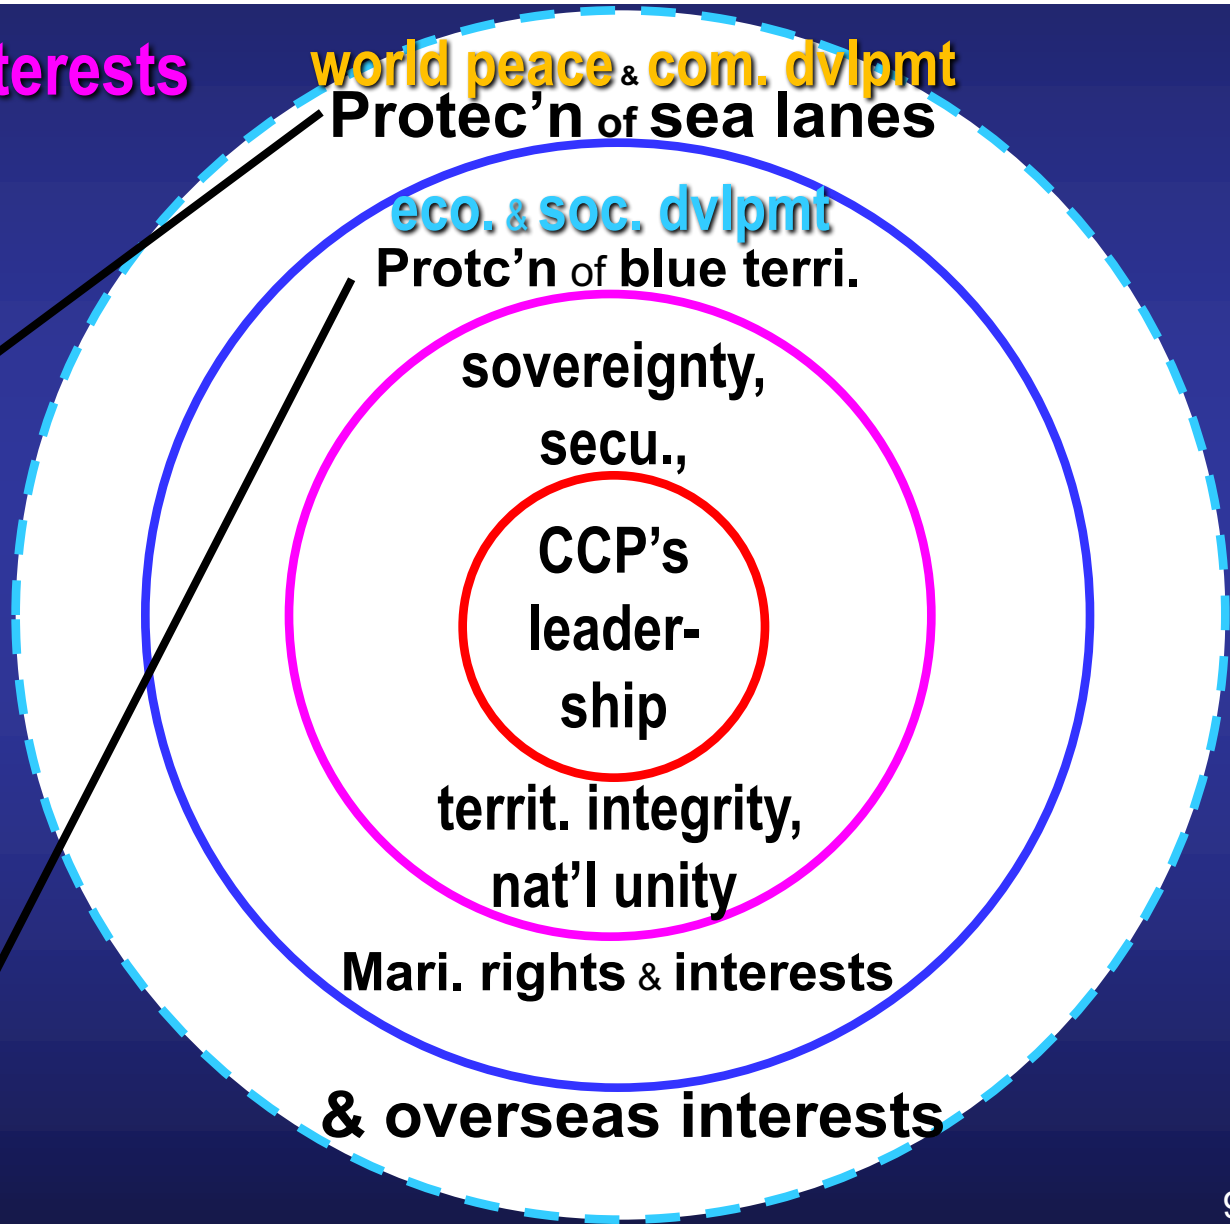 terests
world peace & com. dvlpmt
Protec’n of sea lanes
eco. & soc. dvlpmt
Protc’n of blue terri.
sovereignty,
secu.,
CCP’s
leader-
ship
territ. integrity,
nat’l unity
Mari. rights & interests
& overseas interests